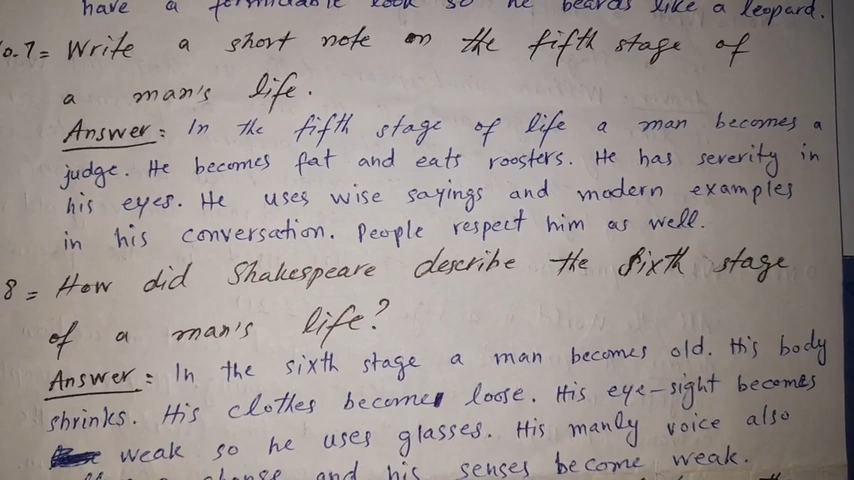 have a formidable look so he beards like a leopard.
o.7= Write a short note on the fifth stage of
a man's life.
Answer: In the fifth stage of life a man becomes a
judge. He becomes fat and eats roosters. He has severity in
his eyes. He uses wise sayings and modern examples
in his conversation. People respect him as well.
8= How did Shakespeare describe the sixth stage
of a man's life?
Answer: In the sixth stage a man becomes old. His body
shrinks. His clothes become loose. His eye-sight becomes
weak so he uses glasses. His manly voice also
change and his senses become weak.